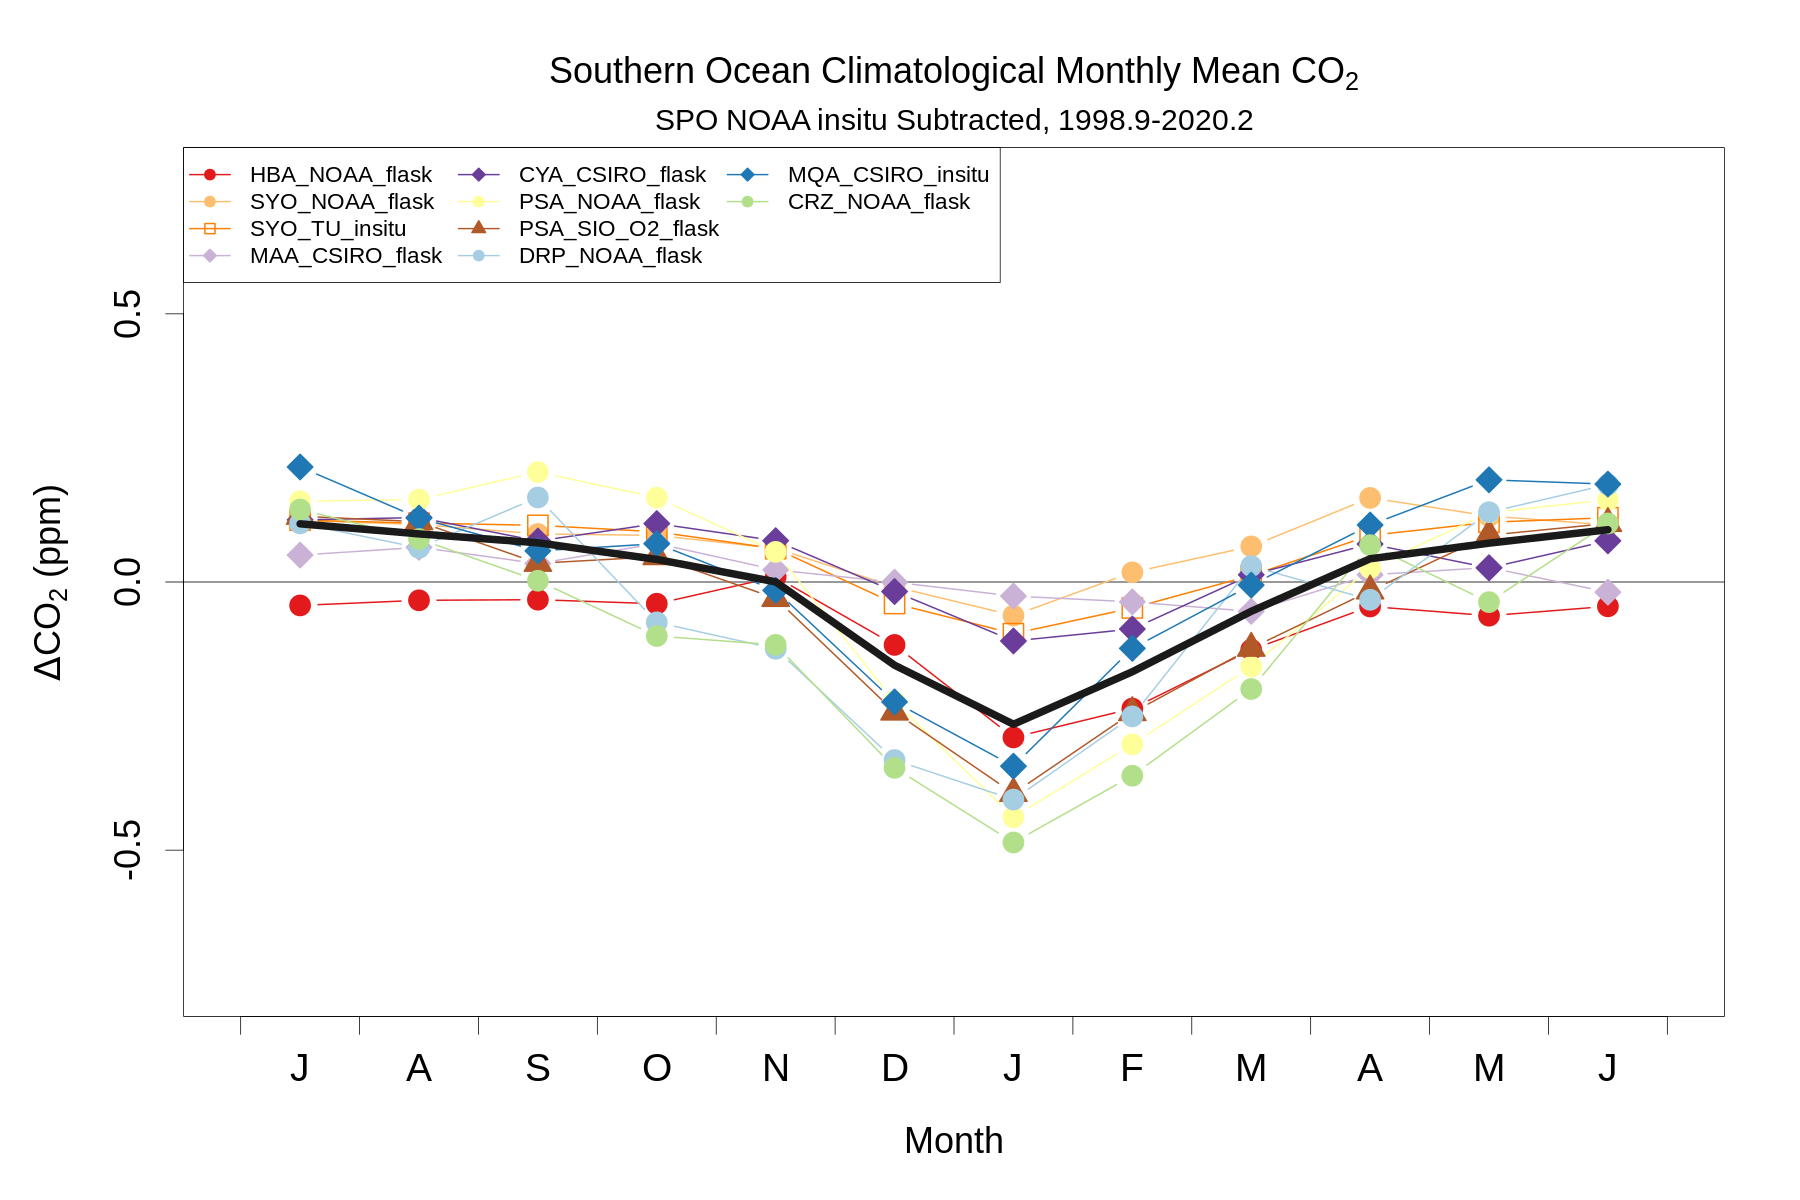 Southern Ocean Climatological Monthly Mean CO₂
SPO NOAA insitu Subtracted, 1998.9-2020.2
HBA_NOAA_flask
SYO_NOAA_flask
SYO_TU_insitu
MAA_CSIRO_flask
CYA_CSIRO_flask
PSA_NOAA_flask
PSA_SIO_O2_flask
DRP_NOAA_flask
MQA_CSIRO_insitu
CRZ_NOAA_flask
ΔCO₂ (ppm)
0.5
0.0
-0.5
J A S O N D J F M A M J
Month